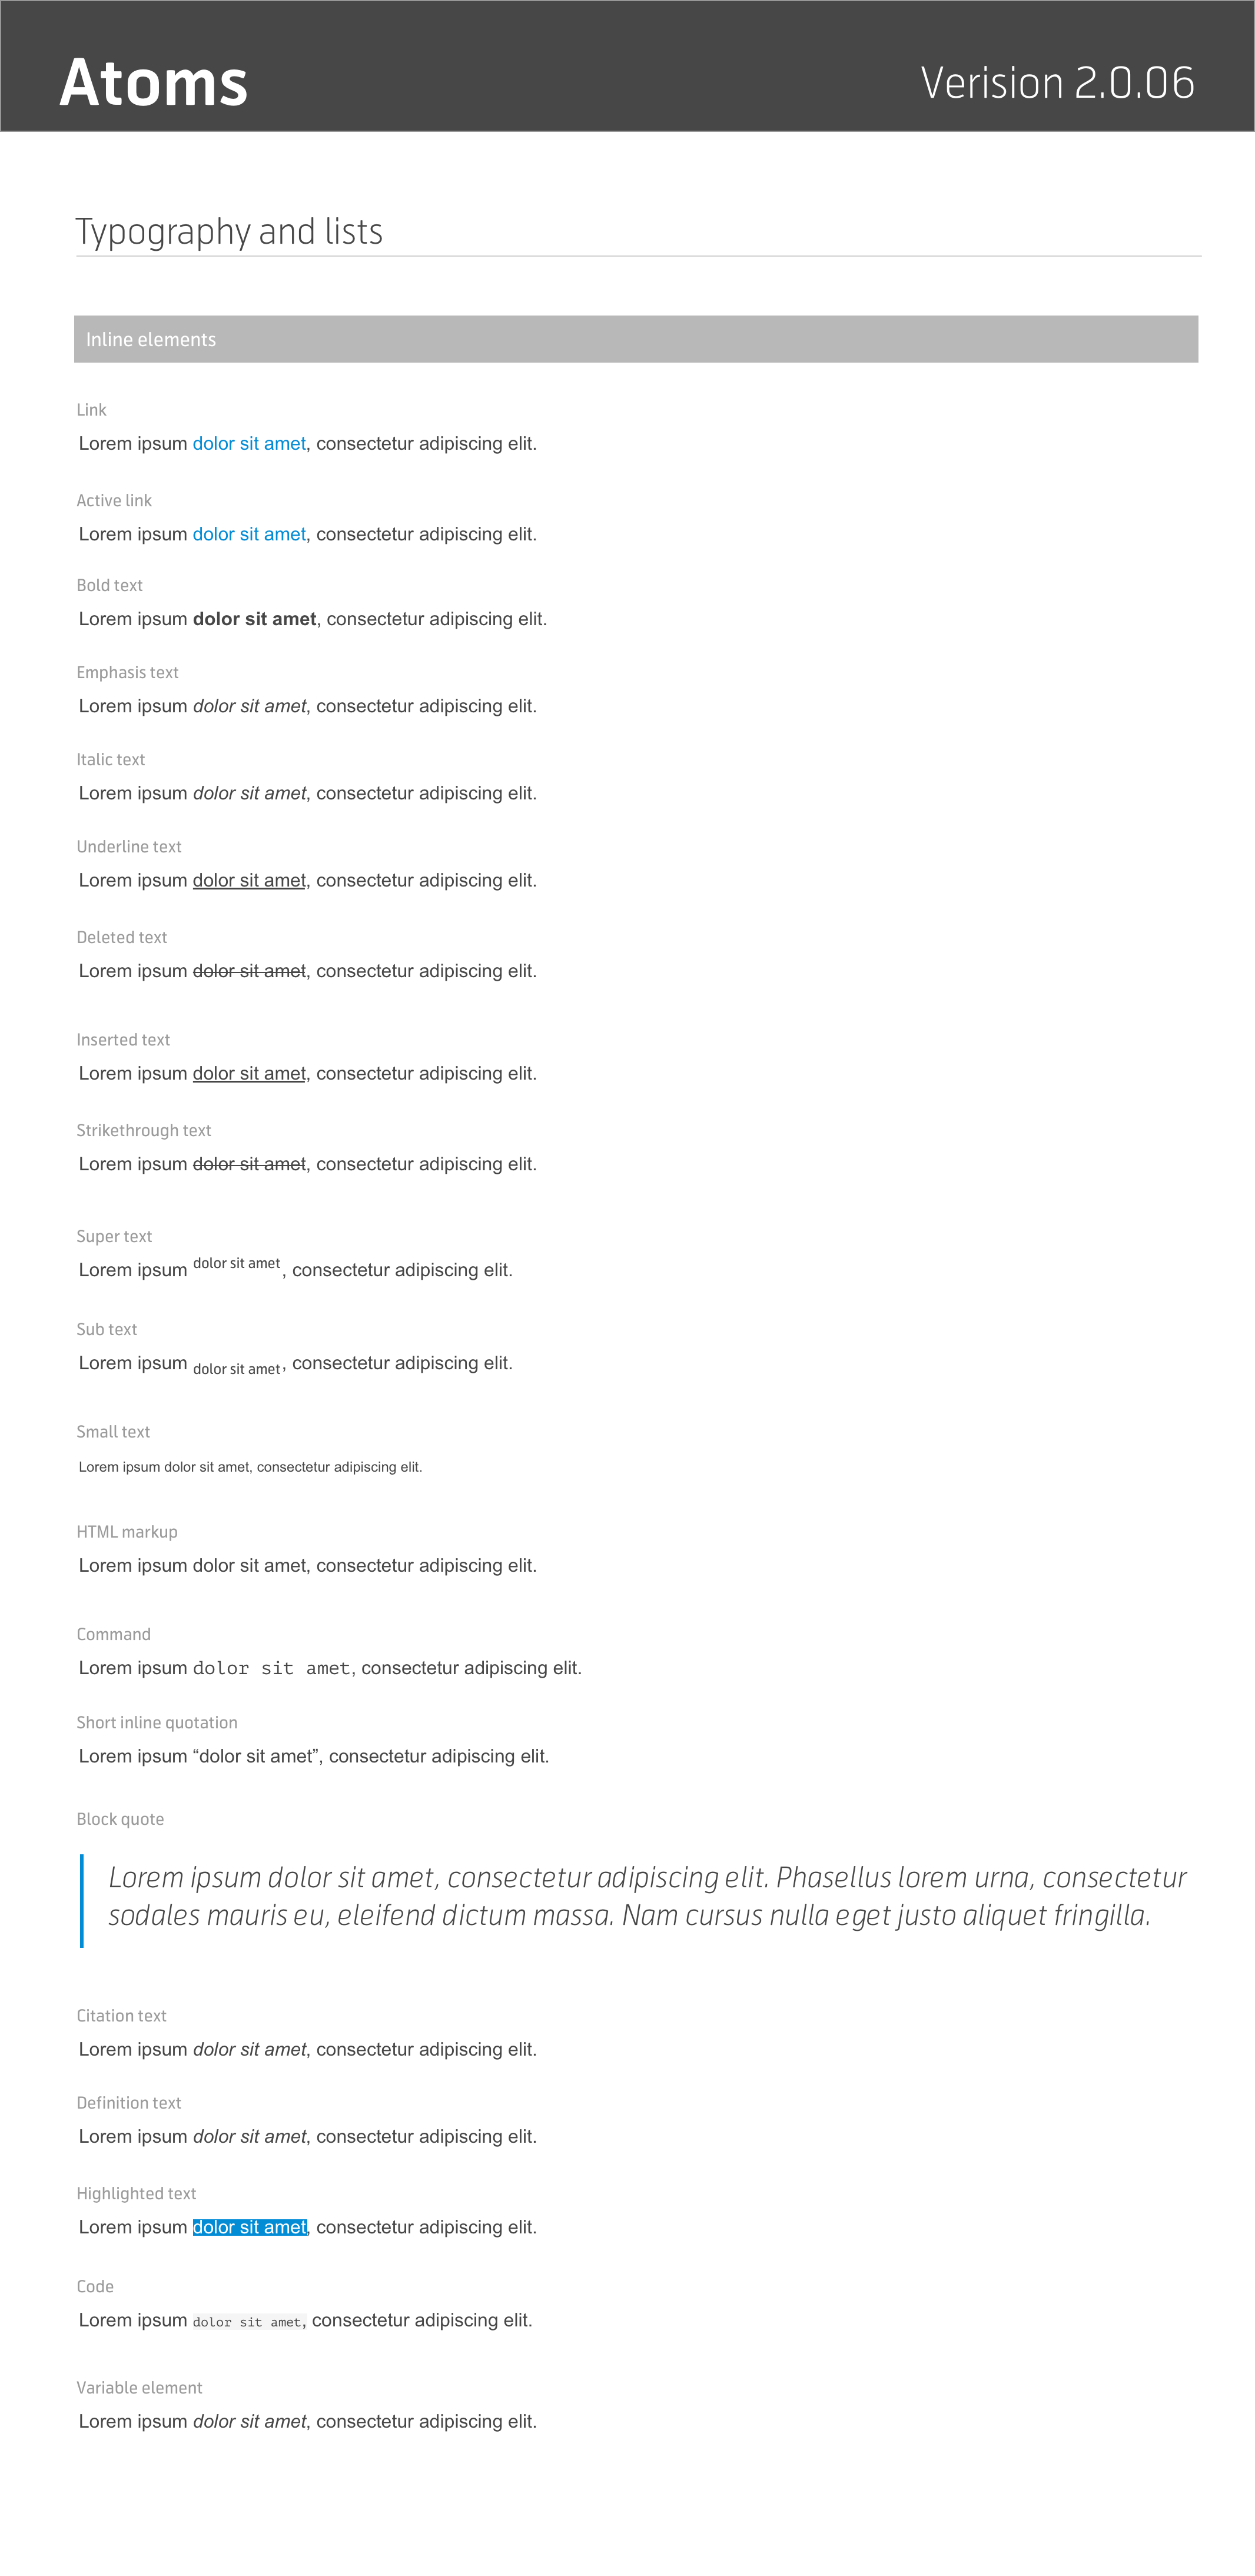 Atoms
Verision 2.0.06
Typography and lists
Inline elements
Link
Lorem ipsum dolor sit amet, consectetur adipiscing elit.
Active link
Lorem ipsum dolor sit amet, consectetur adipiscing elit.
Bold text
Lorem ipsum dolor sit amet, consectetur adipiscing elit.
Emphasis text
Lorem ipsum dolor sit amet, consectetur adipiscing elit.
Italic text
Lorem ipsum dolor sit amet, consectetur adipiscing elit.
Underline text
Lorem ipsum dolor sit amet, consectetur adipiscing elit.
Deleted text
Lorem ipsum dolor sit amet, consectetur adipiscing elit.
Inserted text
Lorem ipsum dolor sit amet, consectetur adipiscing elit.
Strikethrough text
Lorem ipsum dolor sit amet, consectetur adipiscing elit.
Super text
Lorem ipsum dolor sit amet, consectetur adipiscing elit.
Sub text
Lorem ipsum dolor sit amet, consectetur adipiscing elit.
Small text
Lorem ipsum dolor sit amet, consectetur adipiscing elit.
HTML markup
Lorem ipsum dolor sit amet, consectetur adipiscing elit.
Command
Lorem ipsum dolor sit amet, consectetur adipiscing elit.
Short inline quotation
Lorem ipsum “dolor sit amet”, consectetur adipiscing elit.
Block quote
Lorem ipsum dolor sit amet, consectetur adipiscing elit. Phasellus lorem urna, consectetur
sodales mauris eu, eleifend dictum massa. Nam cursus nulla eget justo aliquet fringilla.
Citation text
Lorem ipsum dolor sit amet, consectetur adipiscing elit.
Definition text
Lorem ipsum dolor sit amet, consectetur adipiscing elit.
Highlighted text
Lorem ipsum dolor sit amet, consectetur adipiscing elit.
Code
Lorem ipsum dolor sit amet, consectetur adipiscing elit.
Variable element
Lorem ipsum dolor sit amet, consectetur adipiscing elit.